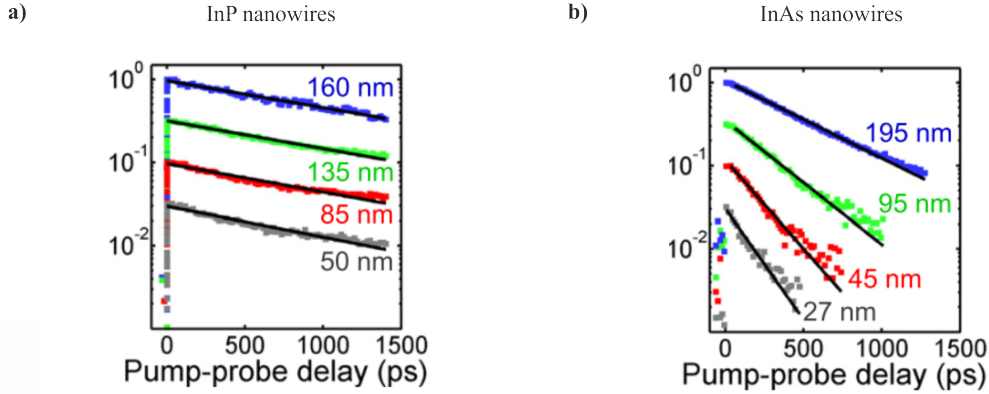 a) InP nanowires
10⁰
10⁻¹
10⁻²
160 nm
135 nm
85 nm
50 nm
0 500 1000 1500
Pump-probe delay (ps)
b) InAs nanowires
10⁰
10⁻¹
10⁻²
195 nm
95 nm
45 nm
27 nm
0 500 1000 1500
Pump-probe delay (ps)